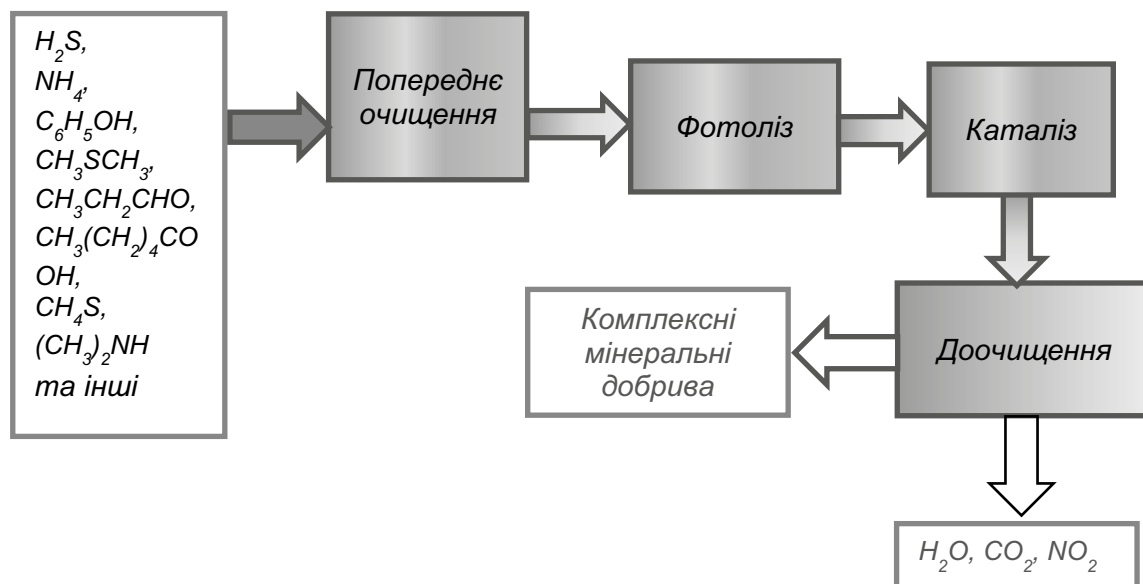 H₂S,
NH₄,
C₆H₅OH,
CH₃SCH₃,
CH₃CH₂CHO,
CH₃(CH₂)₄CO
OH,
CH₄S,
(CH₃)₂NH
та інші
Попереднє
очищення
Фотоліз
Каталіз
Доочищення
Комплексні
мінеральні
добрива
H₂O, CO₂, NO₂